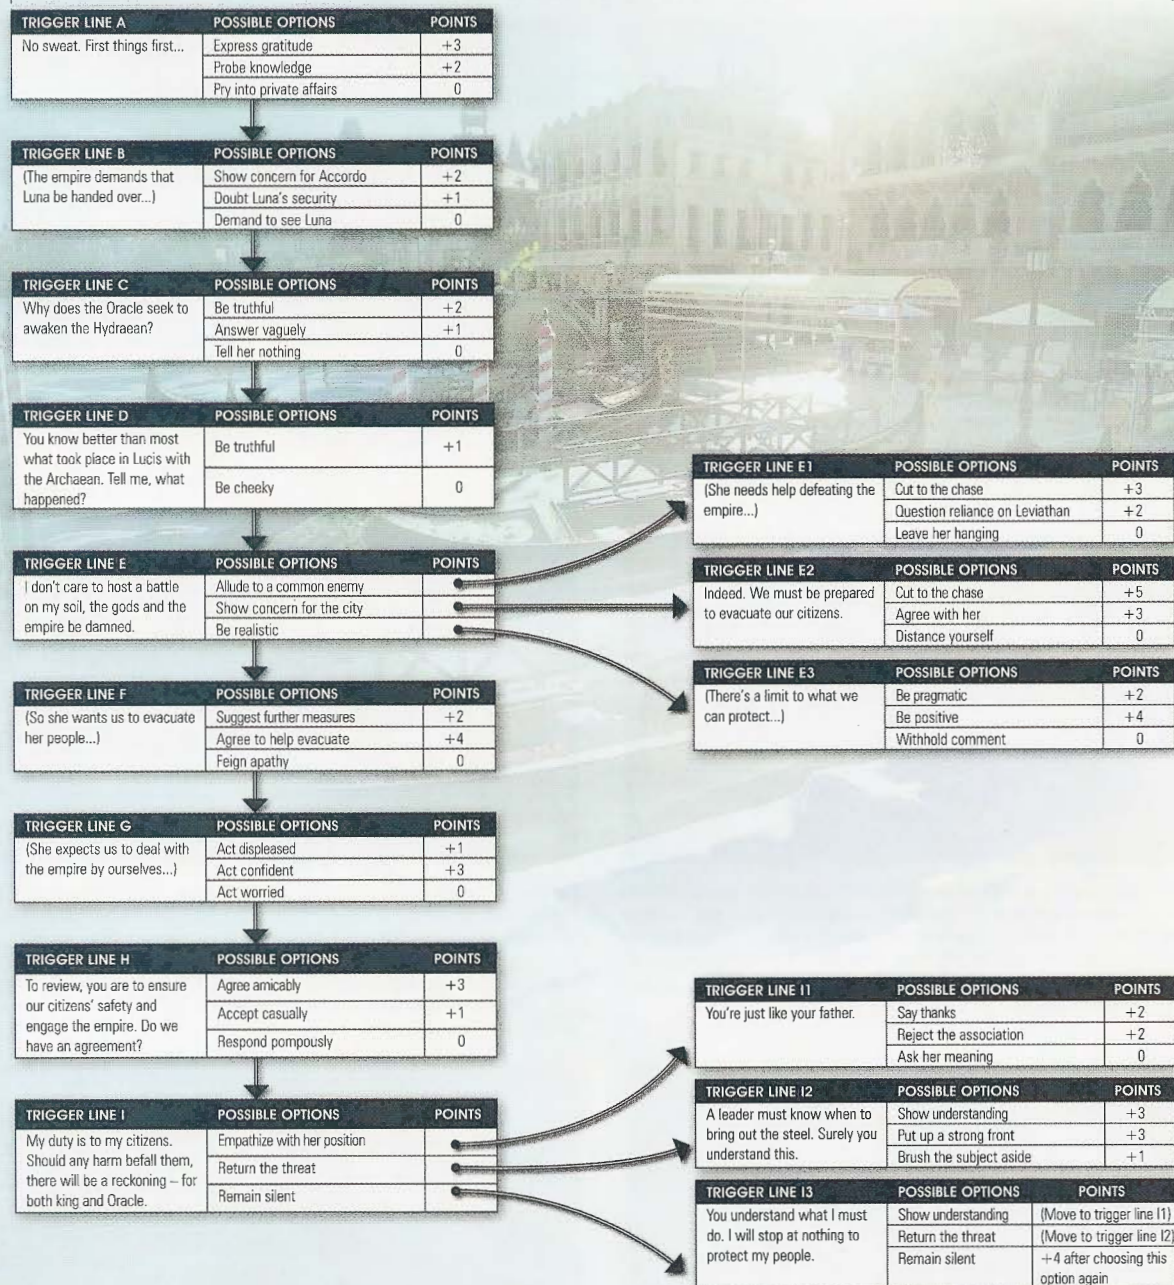 TRIGGER LINE A POSSIBLE OPTIONS POINTS
No sweat. First things first... Express gratitude +3
Probe knowledge +2
Pry into private affairs 0
TRIGGER LINE B POSSIBLE OPTIONS POINTS
(The empire demands that Show concern for Accordo +2
Luna be handed over...) Doubt Luna's security +1
Demand to see Luna 0
TRIGGER LINE C POSSIBLE OPTIONS POINTS
Why does the Oracle seek to Be truthful +2
awaken the Hydraean? Answer vaguely +1
Tell her nothing 0
TRIGGER LINE D POSSIBLE OPTIONS POINTS
You know better than most
what took place in Lucis with Be truthful +1
the Archaean. Tell me, what
happened? Be cheeky 0
TRIGGER LINE E POSSIBLE OPTIONS POINTS
I don't care to host a battle Allude to a common enemy
on my soil, the gods and the Show concern for the city
empire be damned. Be realistic
TRIGGER LINE E1 POSSIBLE OPTIONS POINTS
(She needs help defeating the Cut to the chase +3
empire...) Question reliance on Leviathan +2
Leave her hanging 0
TRIGGER LINE E2 POSSIBLE OPTIONS POINTS
Indeed. We must be prepared Cut to the chase +5
to evacuate our citizens. Agree with her +3
Distance yourself 0
TRIGGER LINE E3 POSSIBLE OPTIONS POINTS
(There's a limit to what we Be pragmatic +2
can protect...) Be positive +4
Withhold comment 0
TRIGGER LINE F POSSIBLE OPTIONS POINTS
(So she wants us to evacuate Suggest further measures +2
her people...) Agree to help evacuate +4
Feign apathy 0
TRIGGER LINE G POSSIBLE OPTIONS POINTS
(She expects us to deal with Act displeased +1
the empire by ourselves...) Act confident +3
Act worried 0
TRIGGER LINE H POSSIBLE OPTIONS POINTS
To review, you are to ensure Agree amicably +3
our citizens' safety and
engage the empire. Do we Accept casually +1
have an agreement? Respond pompously 0
TRIGGER LINE I POSSIBLE OPTIONS POINTS
My duty is to my citizens. Empathize with her position
Should any harm befall them,
there will be a reckoning – for Return the threat
both king and Oracle. Remain silent
TRIGGER LINE I1 POSSIBLE OPTIONS POINTS
You're just like your father. Say thanks +2
Reject the association +2
Ask her meaning 0
TRIGGER LINE I2 POSSIBLE OPTIONS POINTS
A leader must know when to Show understanding +3
bring out the steel. Surely you Put up a strong front +3
understand this. Brush the subject aside +1
TRIGGER LINE I3 POSSIBLE OPTIONS POINTS
You understand what I must Show understanding (Move to trigger line I1)
do. I will stop at nothing to Return the threat (Move to trigger line I2)
protect my people. Remain silent +4 after choosing this
option again